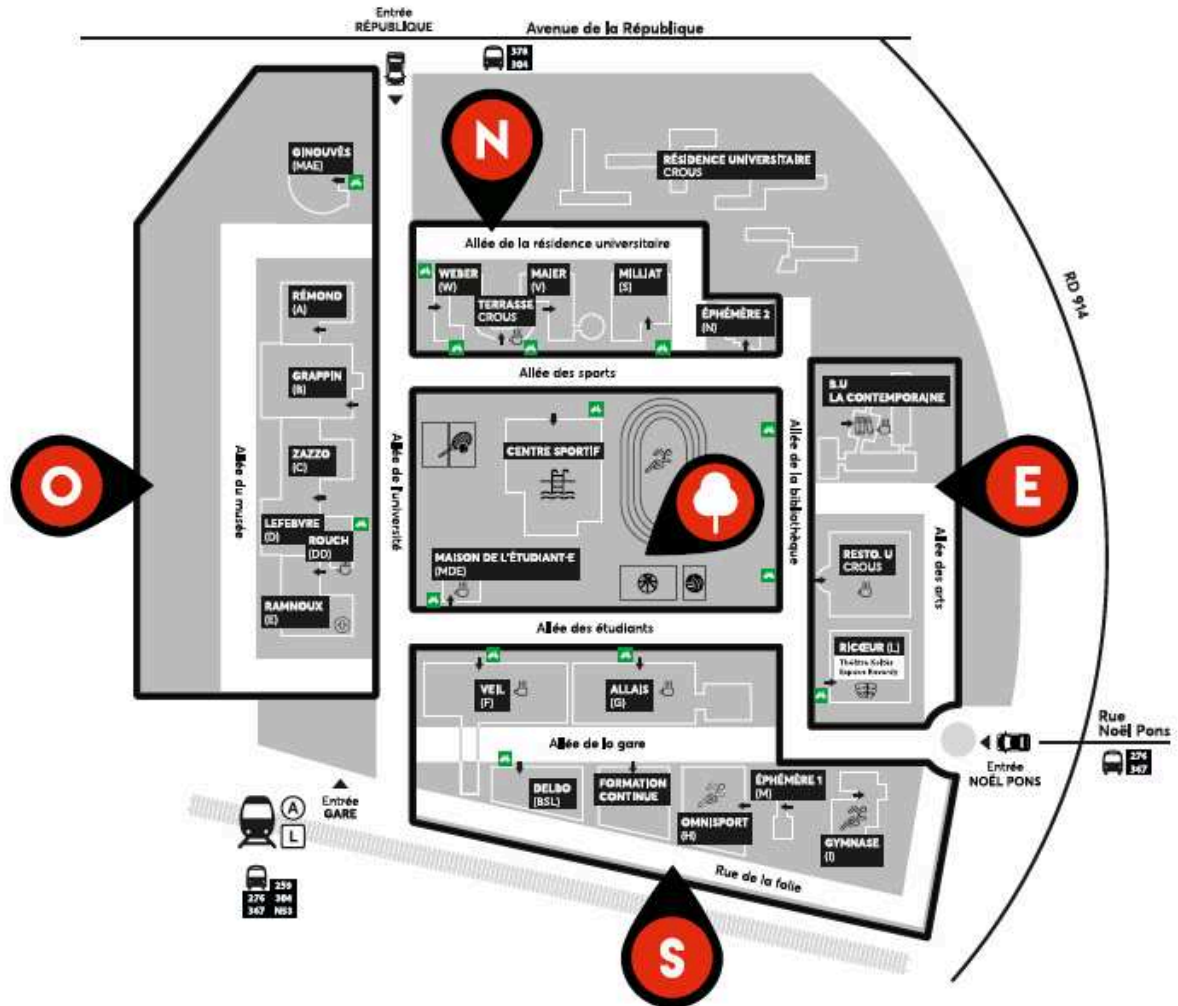 Entrée
RÉPUBLIQUE
Avenue de la République
378
304
N
GINOUVÈS
(MAE)
RÉSIDENCE UNIVERSITAIRE
CROUS
Allée de la résidence universitaire
WEBER
(W)
MAIER
(V)
MILLIAT
(S)
TERRASSE
CROUS
ÉPHÉMÈRE 2
(N)
RD 914
RÉMOND
(A)
GRAPPIN
(B)
ZAZZO
(C)
LEFEBVRE
(D)
ROUCH
(DD)
RAMNOUX
(E)
O
Allée du musée
Allée de l'université
Allée des sports
CENTRE SPORTIF
MAISON DE L'ÉTUDIANT·E
(MDE)
Allée de la bibliothèque
B.U
LA CONTEMPORAINE
E
RESTO. U
CROUS
Allée des arts
RICŒUR (L)
Allée des étudiants
VEIL
(F)
ALLAIS
(G)
Allée de la gare
DELBO
(BSL)
FORMATION
CONTINUE
OMNISPORT
(H)
ÉPHÉMÈRE 1
(M)
GYMNASE
(I)
Rue de la folie
S
Rue
Noël Pons
276
367
Entrée
NOËL PONS
Entrée
GARE
A
L
259
276 304
367 N53